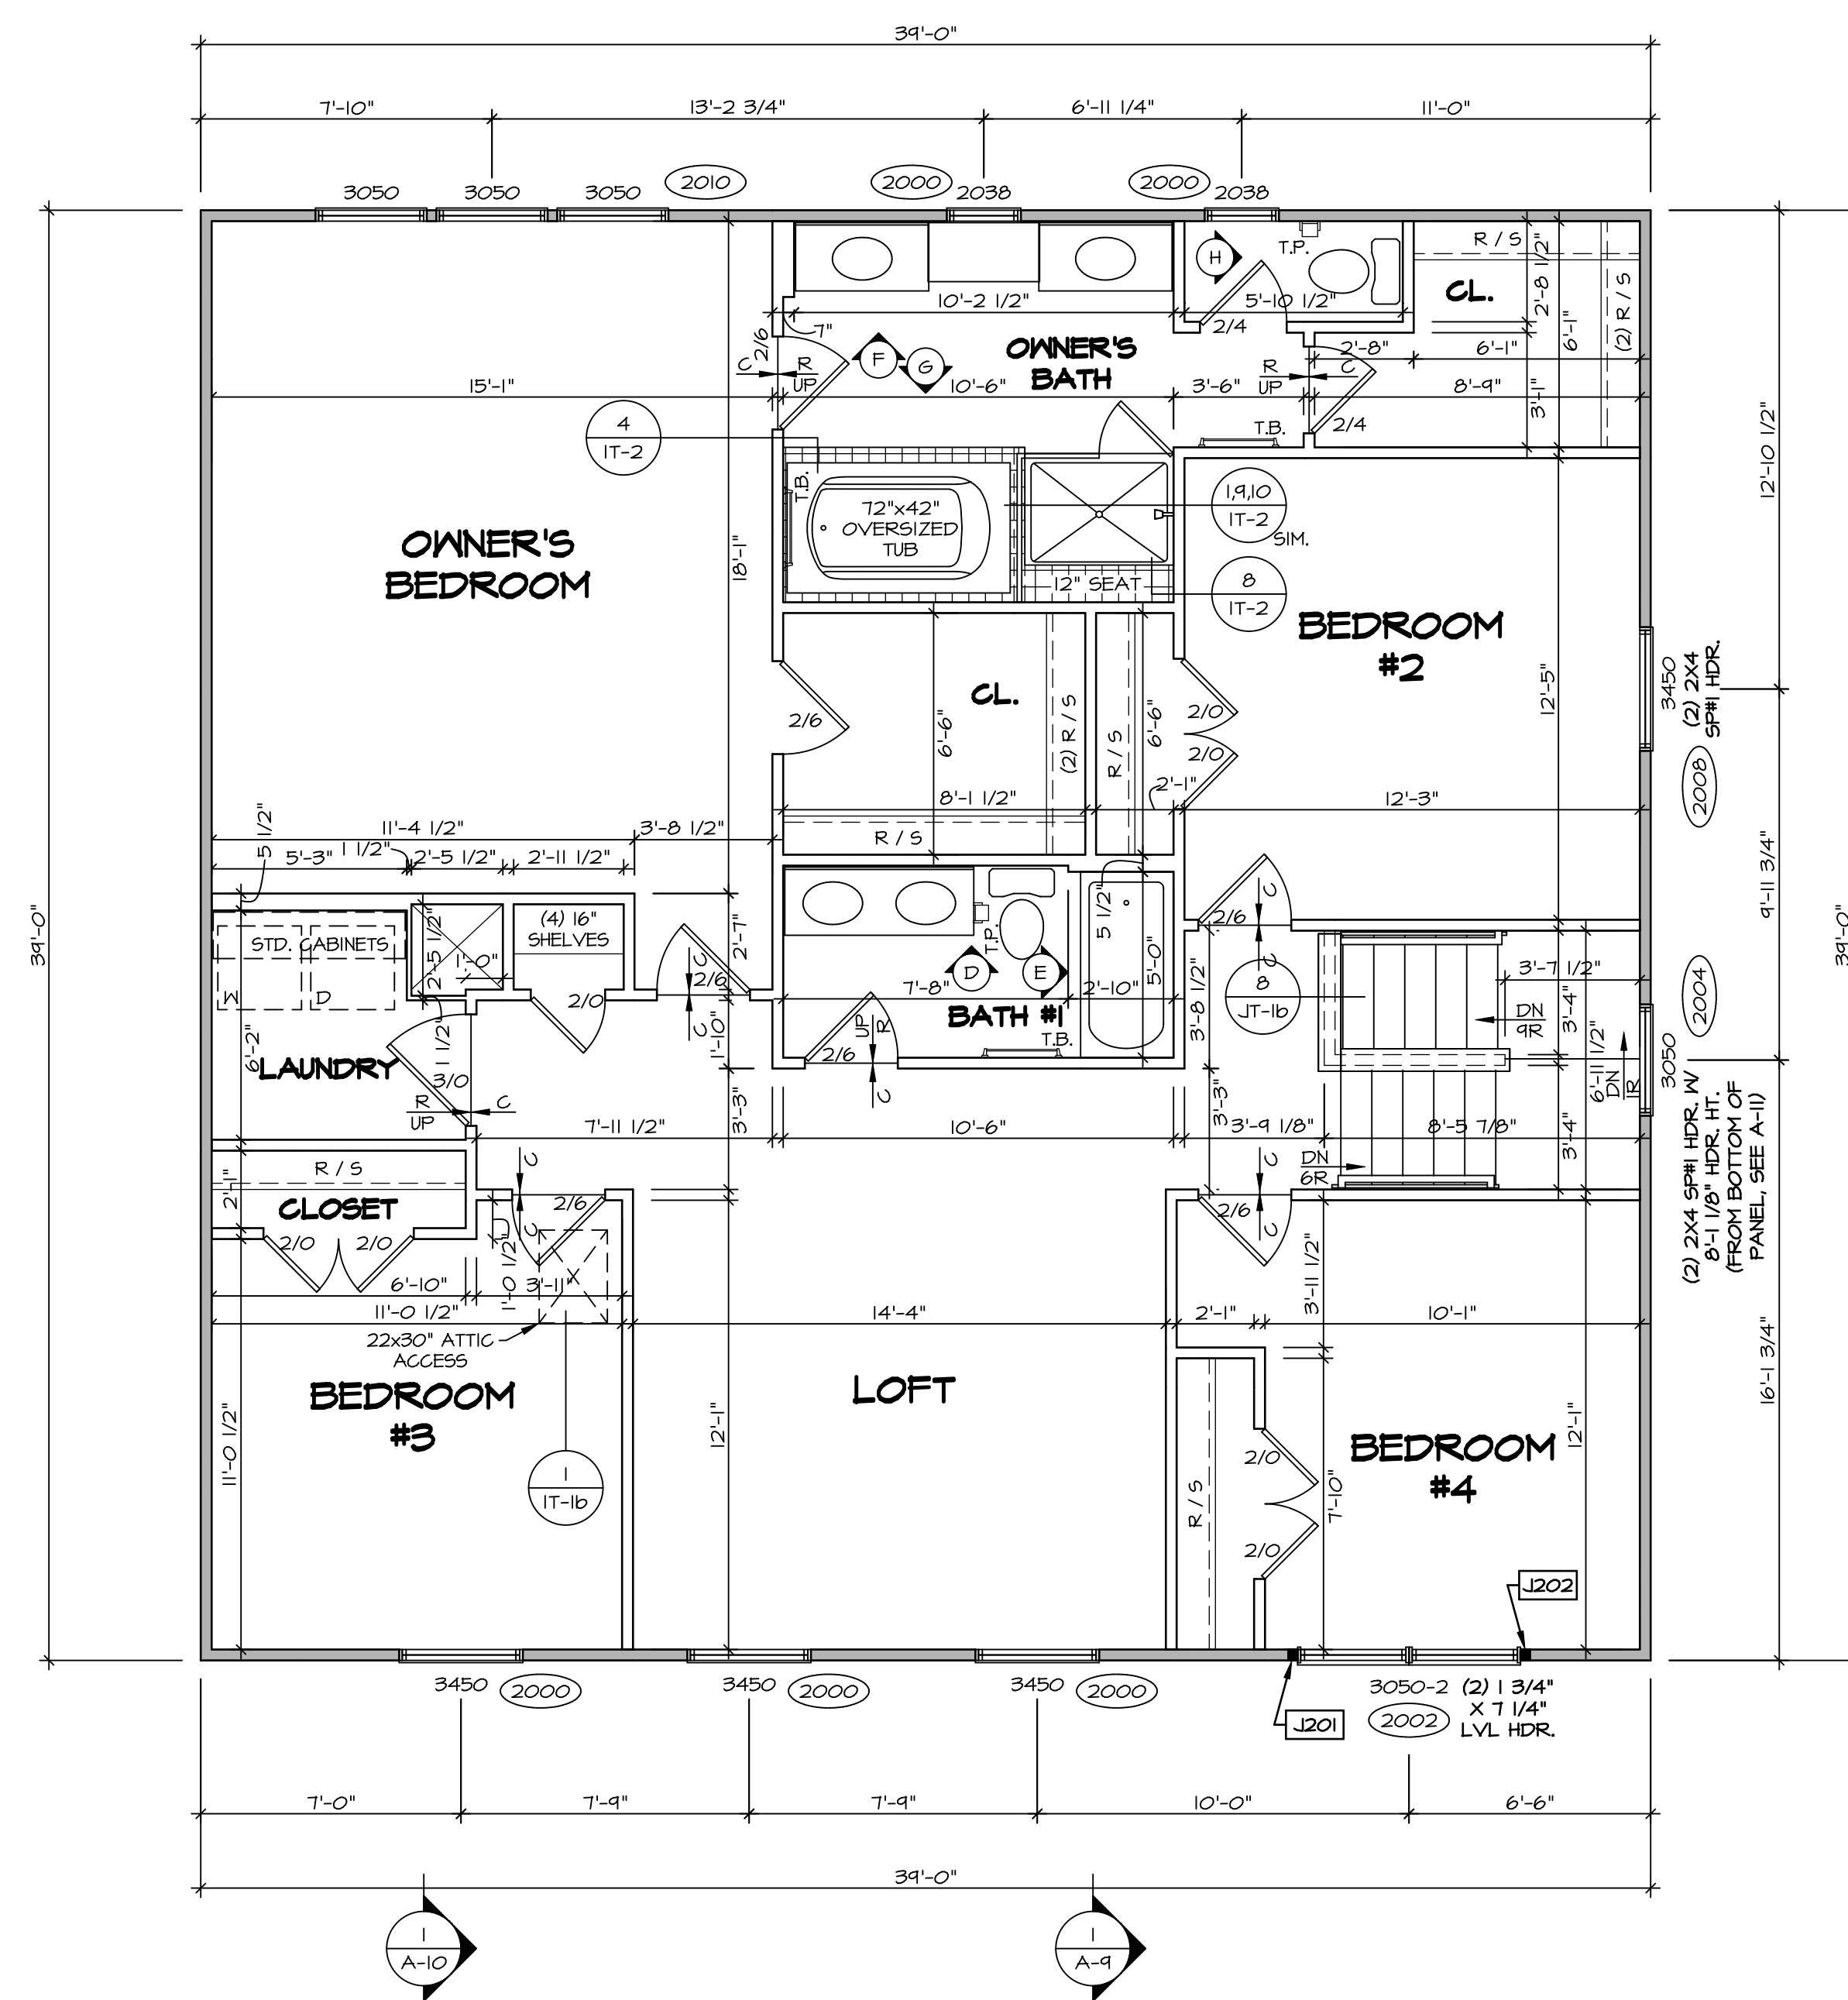 39'-0"
7'-10"
13'-2 3/4"
6'-11 1/4"
11'-0"
3050
3050
3050
2010
2000
2038
2000
2038
H
T.P.
R / S
2'-8 1/2"
(2) R / S
CL.
6'-1"
10'-2 1/2"
5'-10 1/2"
2/4
7"
2/6
F
G
OWNER'S
BATH
2'-8"
6'-1"
C
R
UP
R
UP
C
15'-1"
10'-6"
3'-6"
8'-9"
3'-1"
2/4
T.B.
4
IT-2
12'-10 1/2"
T.B.
72"x42"
OVERSIZED
TUB
1,9,10
IT-2
SIM.
12" SEAT
8
IT-2
OWNER'S
BEDROOM
18'-1"
BEDROOM
#2
12'-5"
3450
(2) 2X4
SP#1 HDR.
2008
CL.
2/6
6'-6"
(2) R / S
R / S
6'-6"
2/0
2/0
2'-1"
8'-1 1/2"
12'-3"
R / S
11'-4 1/2"
3'-8 1/2"
5 1/2"
5'-3"
1 1/2"
2'-5 1/2"
2'-11 1/2"
9'-11 3/4"
39'-0"
39'-0"
STD. CABINETS
W
D
2'-5 1/2"
1'-0"
(4) 16"
SHELVES
2/0
C
2/6
C
2'-7"
1'-10"
T.P.
D
E
5 1/2"
5'-0"
7'-8"
2'-10"
BATH #1
T.B.
UP
R
2/6
C
2/6
C
C
8
JT-1b
3'-8 1/2"
3'-7 1/2"
DN
9R
3'-4"
6'-11 1/2"
DN
1R
3050
2004
(2) 2X4 SP#1 HDR. W/
8'-1 1/8" HDR. HT.
(FROM BOTTOM OF
PANEL, SEE A-11)
6'-2"
LAUNDRY
1 1/2"
3/0
R
UP
C
7'-11 1/2"
3'-3"
10'-6"
3'-3"
3'-9 1/8"
8'-5 7/8"
3'-4"
DN
6R
R / S
2'-1"
CLOSET
2/0
2/0
C
2/6
C
1'-0 1/2"
C
2/6
C
6'-10"
3'-11"
11'-0 1/2"
14'-4"
2'-1"
3'-11 1/2"
10'-1"
22x30" ATTIC
ACCESS
BEDROOM
#3
11'-0 1/2"
1
IT-1b
LOFT
12'-1"
R / S
2/0
2/0
7'-10"
BEDROOM
#4
12'-1"
16'-1 3/4"
J202
3450
2000
3450
2000
3450
2000
J201
3050-2
2002
(2) 1 3/4"
X 7 1/4"
LVL HDR.
7'-0"
7'-9"
7'-9"
10'-0"
6'-6"
39'-0"
1
A-10
1
A-9